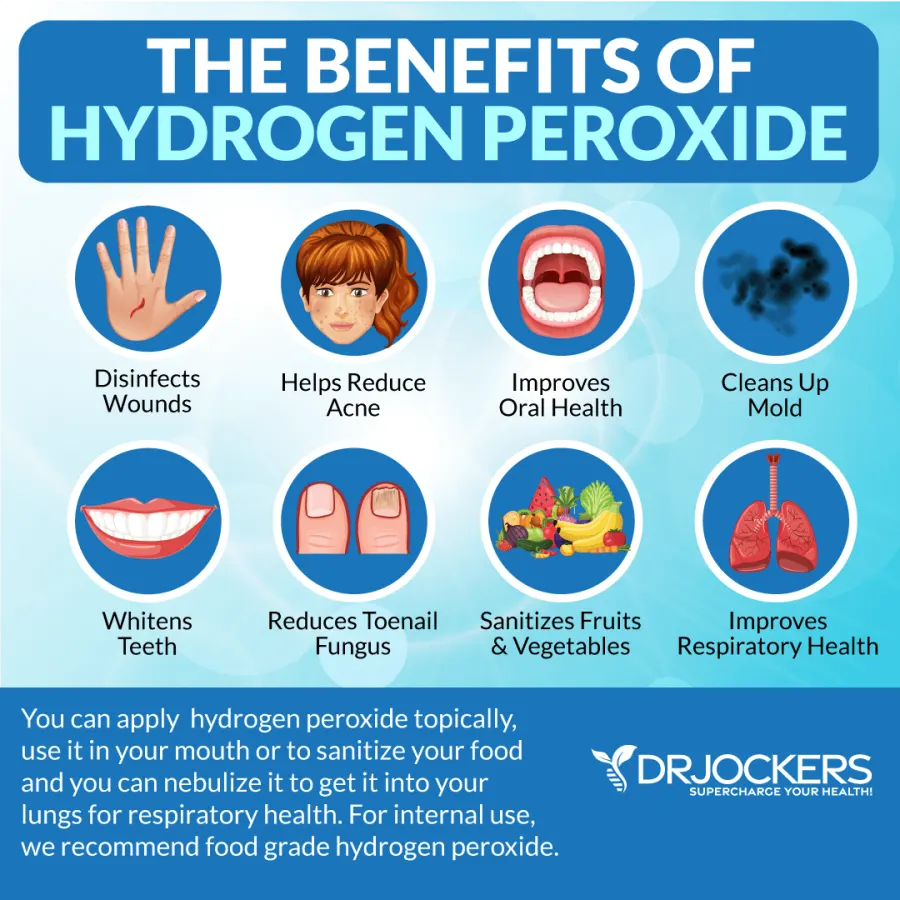 THE BENEFITS OF
HYDROGEN PEROXIDE
Disinfects
Wounds
Helps Reduce
Acne
Improves
Oral Health
Cleans Up
Mold
Whitens
Teeth
Reduces Toenail
Fungus
Sanitizes Fruits
& Vegetables
Improves
Respiratory Health
You can apply hydrogen peroxide topically,
use it in your mouth or to sanitize your food
and you can nebulize it to get it into your
lungs for respiratory health. For internal use,
we recommend food grade hydrogen peroxide.
DRJOCKERS
SUPERCHARGE YOUR HEALTH!